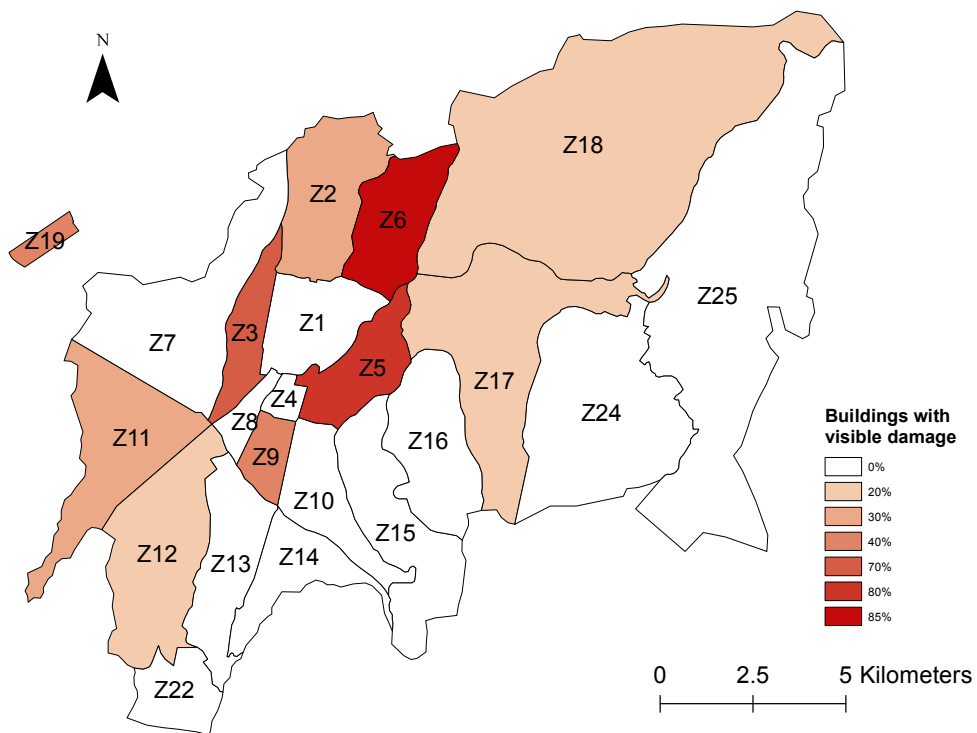 N
Z18
Z2
Z6
Z19
Z25
Z1
Z3
Z7
Z5
Z17
Z4
Z24
Z8
Z11
Z16
Z9
Z10
Z15
Z12
Z13
Z14
Z22
Buildings with
visible damage
0%
20%
30%
40%
70%
80%
85%
0 2.5 5 Kilometers